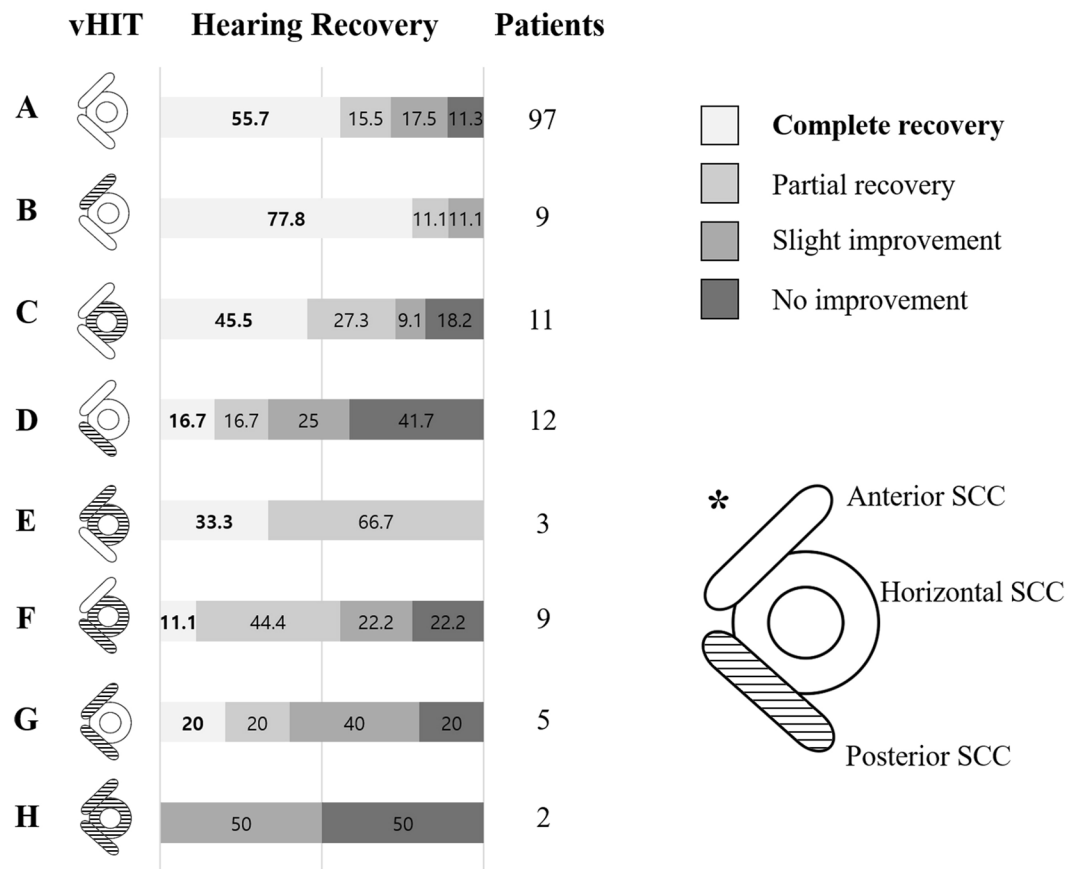 vHIT Hearing Recovery Patients
A 55.7 15.5 17.5 11.3 97
B 77.8 11.1 11.1 9
C 45.5 27.3 9.1 18.2 11
D 16.7 16.7 25 41.7 12
E 33.3 66.7 3
F 11.1 44.4 22.2 22.2 9
G 20 20 40 20 5
H 50 50 2
Complete recovery
Partial recovery
Slight improvement
No improvement
* Anterior SCC
Horizontal SCC
Posterior SCC